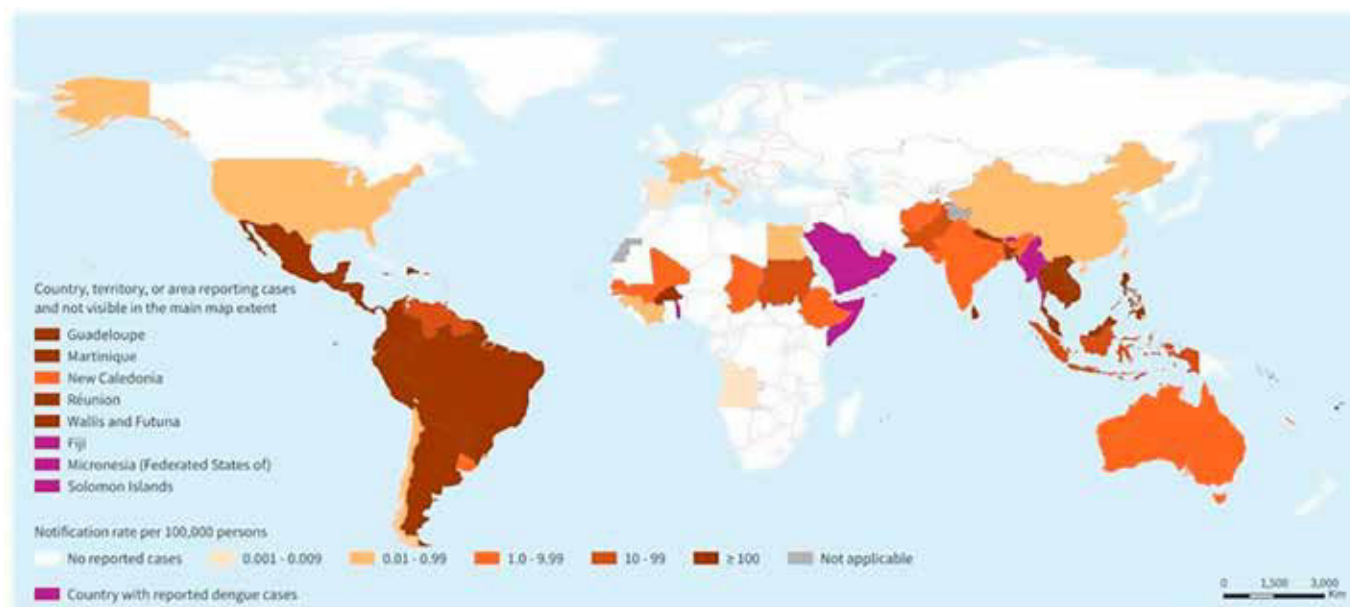 Country, territory, or area reporting cases
and not visible in the main map extent
Guadeloupe
Martinique
New Caledonia
Réunion
Wallis and Futuna
Fiji
Micronesia (Federated States of)
Solomon Islands
Notification rate per 100,000 persons
No reported cases 0.001 - 0.009 0.01 - 0.99 1.0 - 9.99 10 - 99 ≥ 100 Not applicable
Country with reported dengue cases
0 1,500 3,000
Km